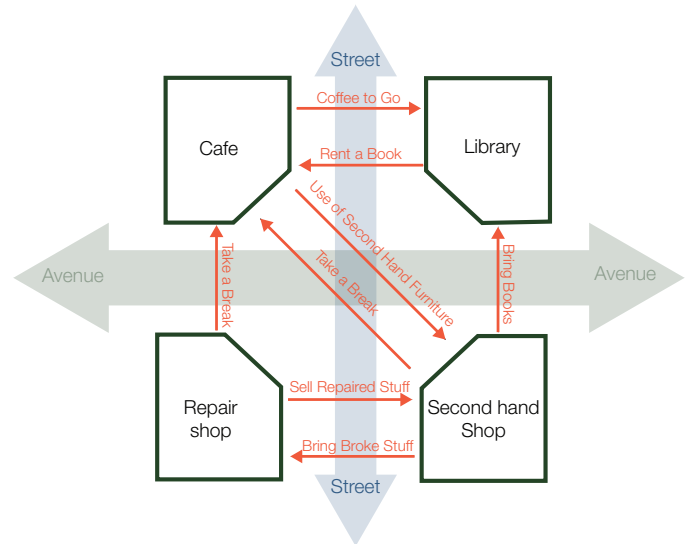 Street
Coffee to Go
Cafe
Library
Rent a Book
Use of Second Hand Furniture
Take a Break
Take a Break
Bring Books
Avenue
Avenue
Sell Repaired Stuff
Repair
shop
Second hand
Shop
Bring Broke Stuff
Street